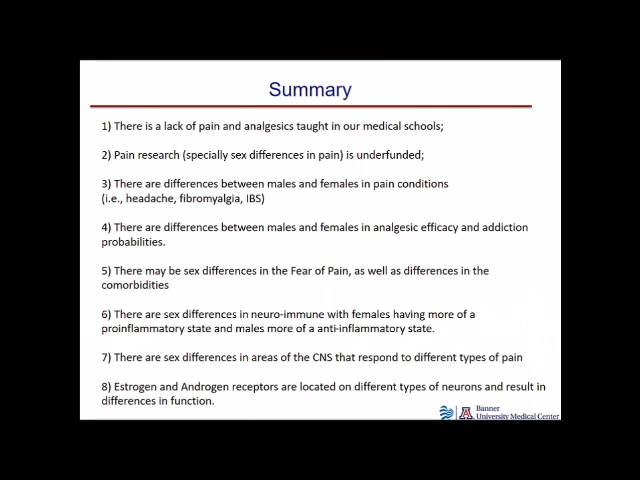 Summary
1) There is a lack of pain and analgesics taught in our medical schools;
2) Pain research (specially sex differences in pain) is underfunded;
3) There are differences between males and females in pain conditions
(i.e., headache, fibromyalgia, IBS)
4) There are differences between males and females in analgesic efficacy and addiction
probabilities.
5) There may be sex differences in the Fear of Pain, as well as differences in the
comorbidities
6) There are sex differences in neuro-immune with females having more of a
proinflammatory state and males more of a anti-inflammatory state.
7) There are sex differences in areas of the CNS that respond to different types of pain
8) Estrogen and Androgen receptors are located on different types of neurons and result in
differences in function.
A Banner
University Medical Center